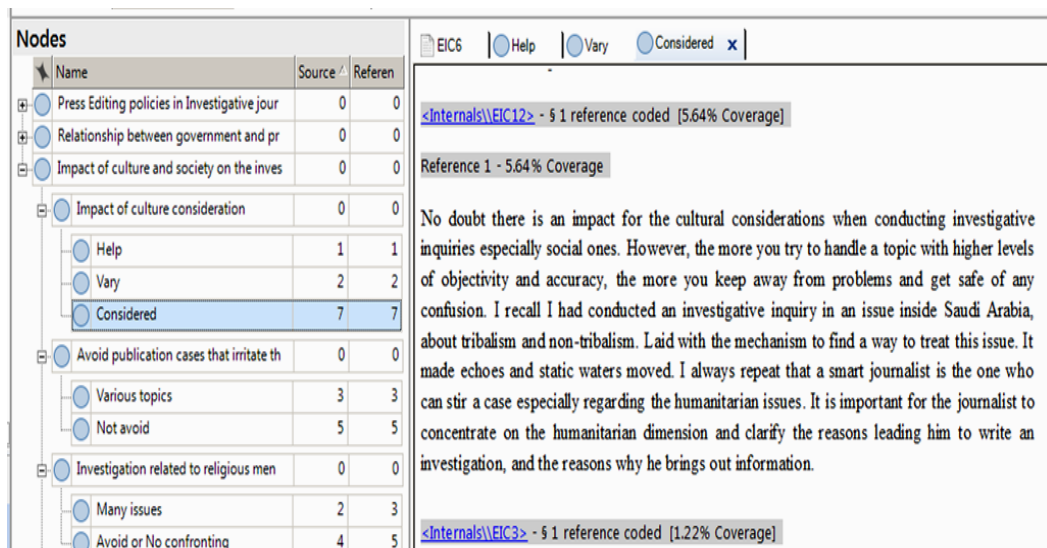 Nodes
Name Source Referen
Press Editing policies in Investigative jour 0 0
Relationship between government and pr 0 0
Impact of culture and society on the inves 0 0
Impact of culture consideration 0 0
Help 1 1
Vary 2 2
Considered 7 7
Avoid publication cases that irritate th 0 0
Various topics 3 3
Not avoid 5 5
Investigation related to religious men 0 0
Many issues 2 3
Avoid or No confronting 4 5
EIC6 Help Vary Considered x
<Internals\\EIC12> - § 1 reference coded [5.64% Coverage]
Reference 1 - 5.64% Coverage
No doubt there is an impact for the cultural considerations when conducting investigative
inquiries especially social ones. However, the more you try to handle a topic with higher levels
of objectivity and accuracy, the more you keep away from problems and get safe of any
confusion. I recall I had conducted an investigative inquiry in an issue inside Saudi Arabia,
about tribalism and non-tribalism. Laid with the mechanism to find a way to treat this issue. It
made echoes and static waters moved. I always repeat that a smart journalist is the one who
can stir a case especially regarding the humanitarian issues. It is important for the journalist to
concentrate on the humanitarian dimension and clarify the reasons leading him to write an
investigation, and the reasons why he brings out information.
<Internals\\EIC3> - § 1 reference coded [1.22% Coverage]